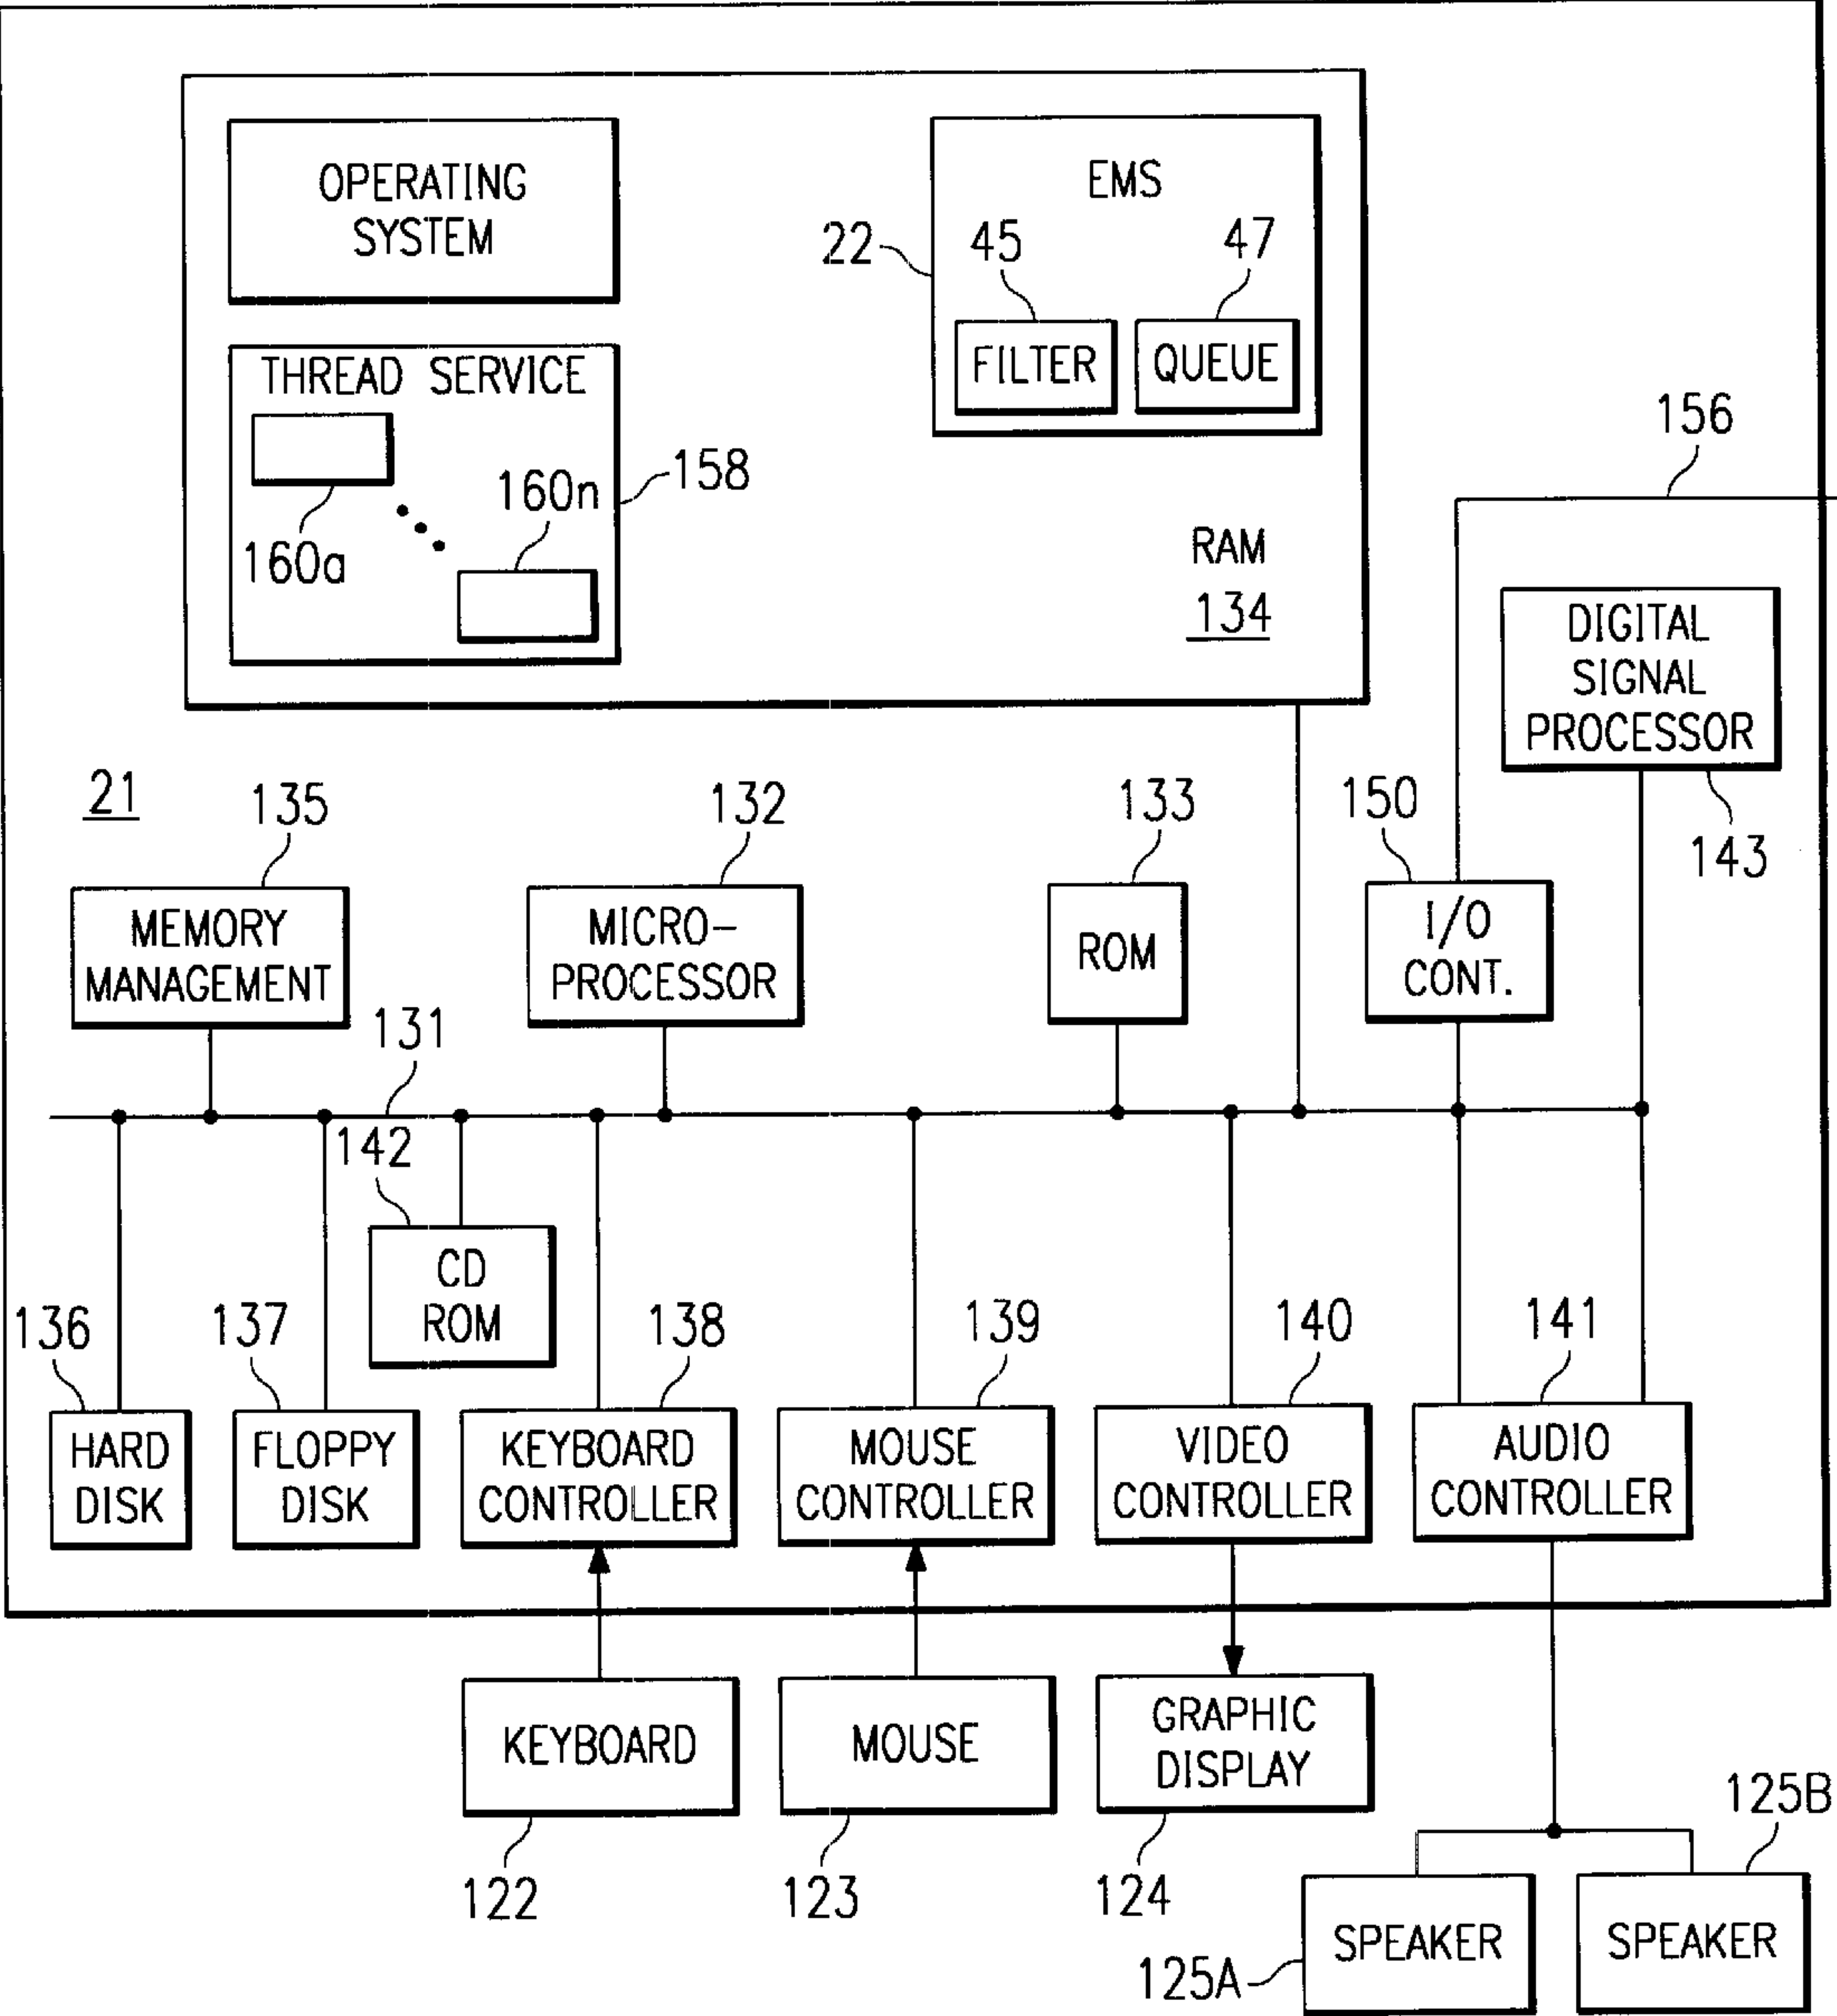 OPERATING
SYSTEM
EMS
22
45
47
FILTER
QUEUE
THREAD SERVICE
160a
160n
158
RAM
134
156
DIGITAL
SIGNAL
PROCESSOR
143
21
135
MEMORY
MANAGEMENT
132
MICRO-
PROCESSOR
133
ROM
150
I/O
CONT.
131
142
CD
ROM
136
HARD
DISK
137
FLOPPY
DISK
138
KEYBOARD
CONTROLLER
139
MOUSE
CONTROLLER
140
VIDEO
CONTROLLER
141
AUDIO
CONTROLLER
KEYBOARD
122
MOUSE
123
GRAPHIC
DISPLAY
124
125B
125A
SPEAKER
SPEAKER